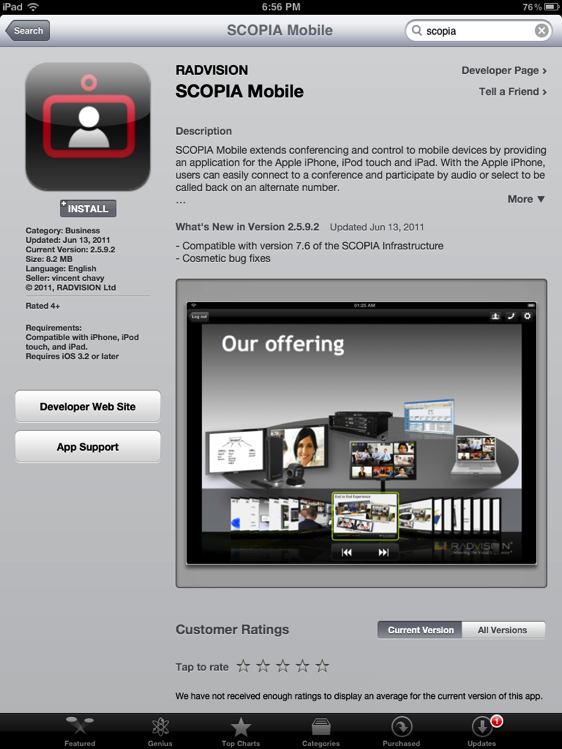 iPad
6:56 PM
76%
Search
SCOPIA Mobile
scopia
RADVISION
SCOPIA Mobile
Developer Page ›
Tell a Friend ›
Description
SCOPIA Mobile extends conferencing and control to mobile devices by providing
an application for the Apple iPhone, iPod touch and iPad. With the Apple iPhone,
users can easily connect to a conference and participate by audio or select to be
called back on an alternate number.
...
More ▼
INSTALL
Category: Business
Updated: Jun 13, 2011
Current Version: 2.5.9.2
Size: 8.2 MB
Language: English
Seller: vincent chavy
© 2011, RADVISION Ltd
Rated 4+
Requirements:
Compatible with iPhone, iPod
touch, and iPad.
Requires iOS 3.2 or later
Developer Web Site
App Support
What's New in Version 2.5.9.2 Updated Jun 13, 2011
- Compatible with version 7.6 of the SCOPIA Infrastructure
- Cosmetic bug fixes
01:25 AM
Log out
Our offering
End to End Experience
RADVISION
Customer Ratings
Current Version
All Versions
Tap to rate
We have not received enough ratings to display an average for the current version of this app.
Featured
Genius
Top Charts
Categories
Purchased
Updates
1